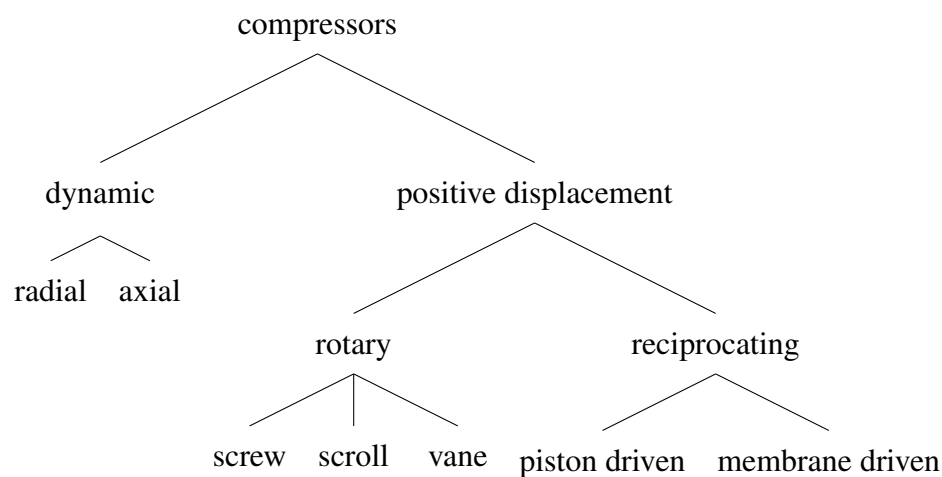 compressors
dynamic positive displacement
radial axial
rotary reciprocating
screw scroll vane piston driven membrane driven